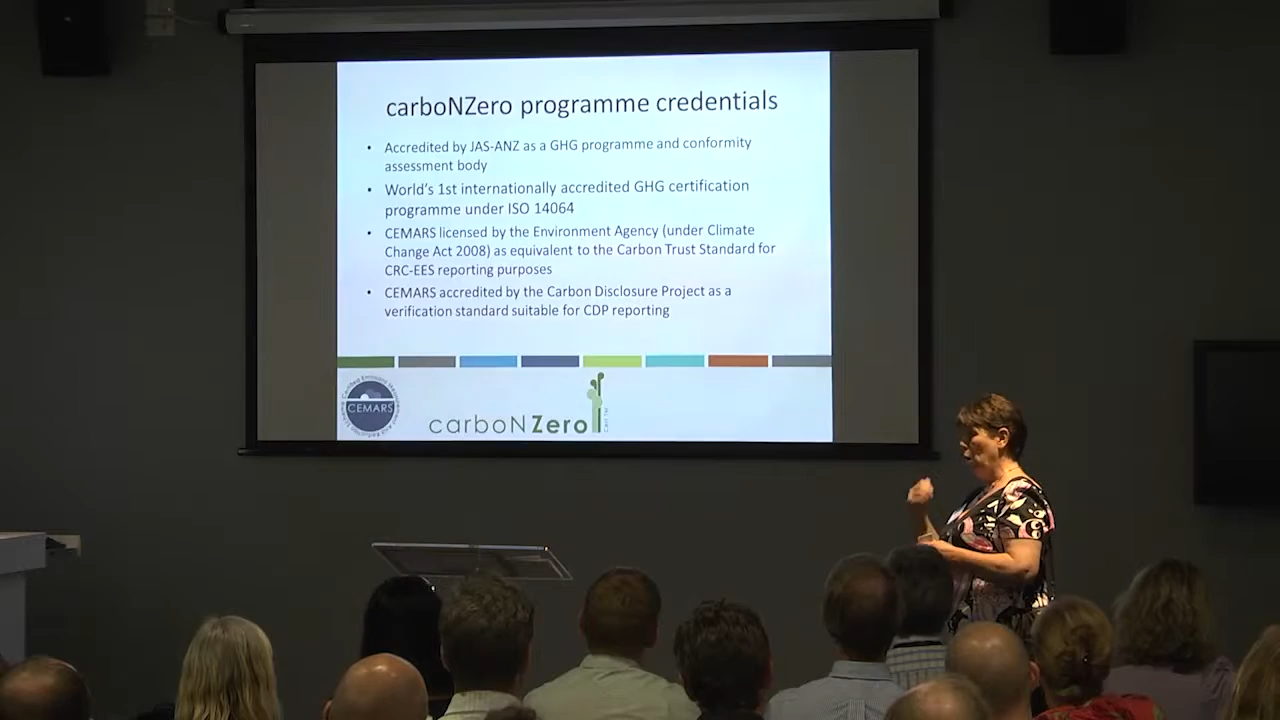 carboNZero programme credentials
• Accredited by JAS-ANZ as a GHG programme and conformity
assessment body
• World's 1st internationally accredited GHG certification
programme under ISO 14064
• CEMARS licensed by the Environment Agency (under Climate
Change Act 2008) as equivalent to the Carbon Trust Standard for
CRC-EES reporting purposes
• CEMARS accredited by the Carbon Disclosure Project as a
verification standard suitable for CDP reporting
CEMARS
carboNZero